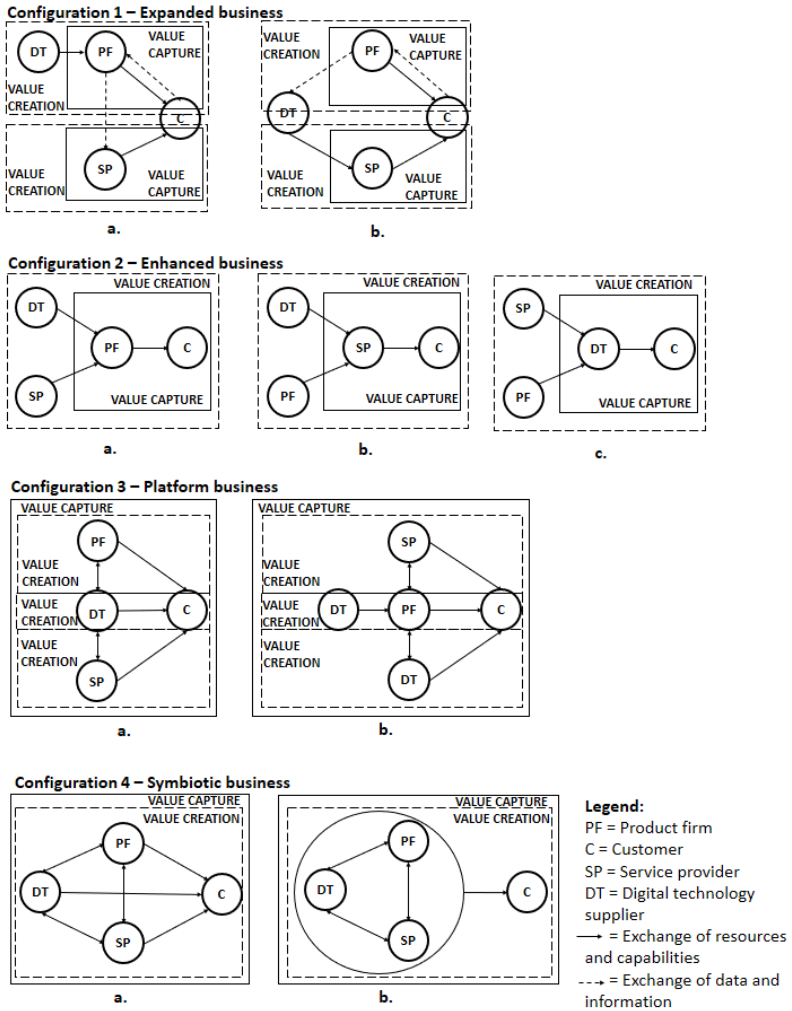 Configuration 1 – Expanded business
DT
PF
VALUE
CAPTURE
VALUE
CREATION
C
SP
VALUE
CREATION
VALUE
CAPTURE
a.
VALUE
CREATION
PF
VALUE
CAPTURE
DT
C
SP
VALUE
CREATION
VALUE
CAPTURE
b.
Configuration 2 – Enhanced business
VALUE CREATION
DT
PF
C
SP
VALUE CAPTURE
a.
VALUE CREATION
DT
SP
C
PF
VALUE CAPTURE
b.
VALUE CREATION
SP
DT
C
PF
VALUE CAPTURE
c.
Configuration 3 – Platform business
VALUE CAPTURE
PF
VALUE
CREATION
VALUE
CREATION
DT
C
VALUE
CREATION
SP
a.
VALUE CAPTURE
SP
VALUE
CREATION
VALUE
CREATION
DT
PF
C
VALUE
CREATION
DT
b.
Configuration 4 – Symbiotic business
VALUE CAPTURE
VALUE CREATION
PF
DT
C
SP
a.
VALUE CAPTURE
VALUE CREATION
PF
DT
C
SP
b.
Legend:
PF = Product firm
C = Customer
SP = Service provider
DT = Digital technology
supplier
= Exchange of resources
and capabilities
= Exchange of data and
information